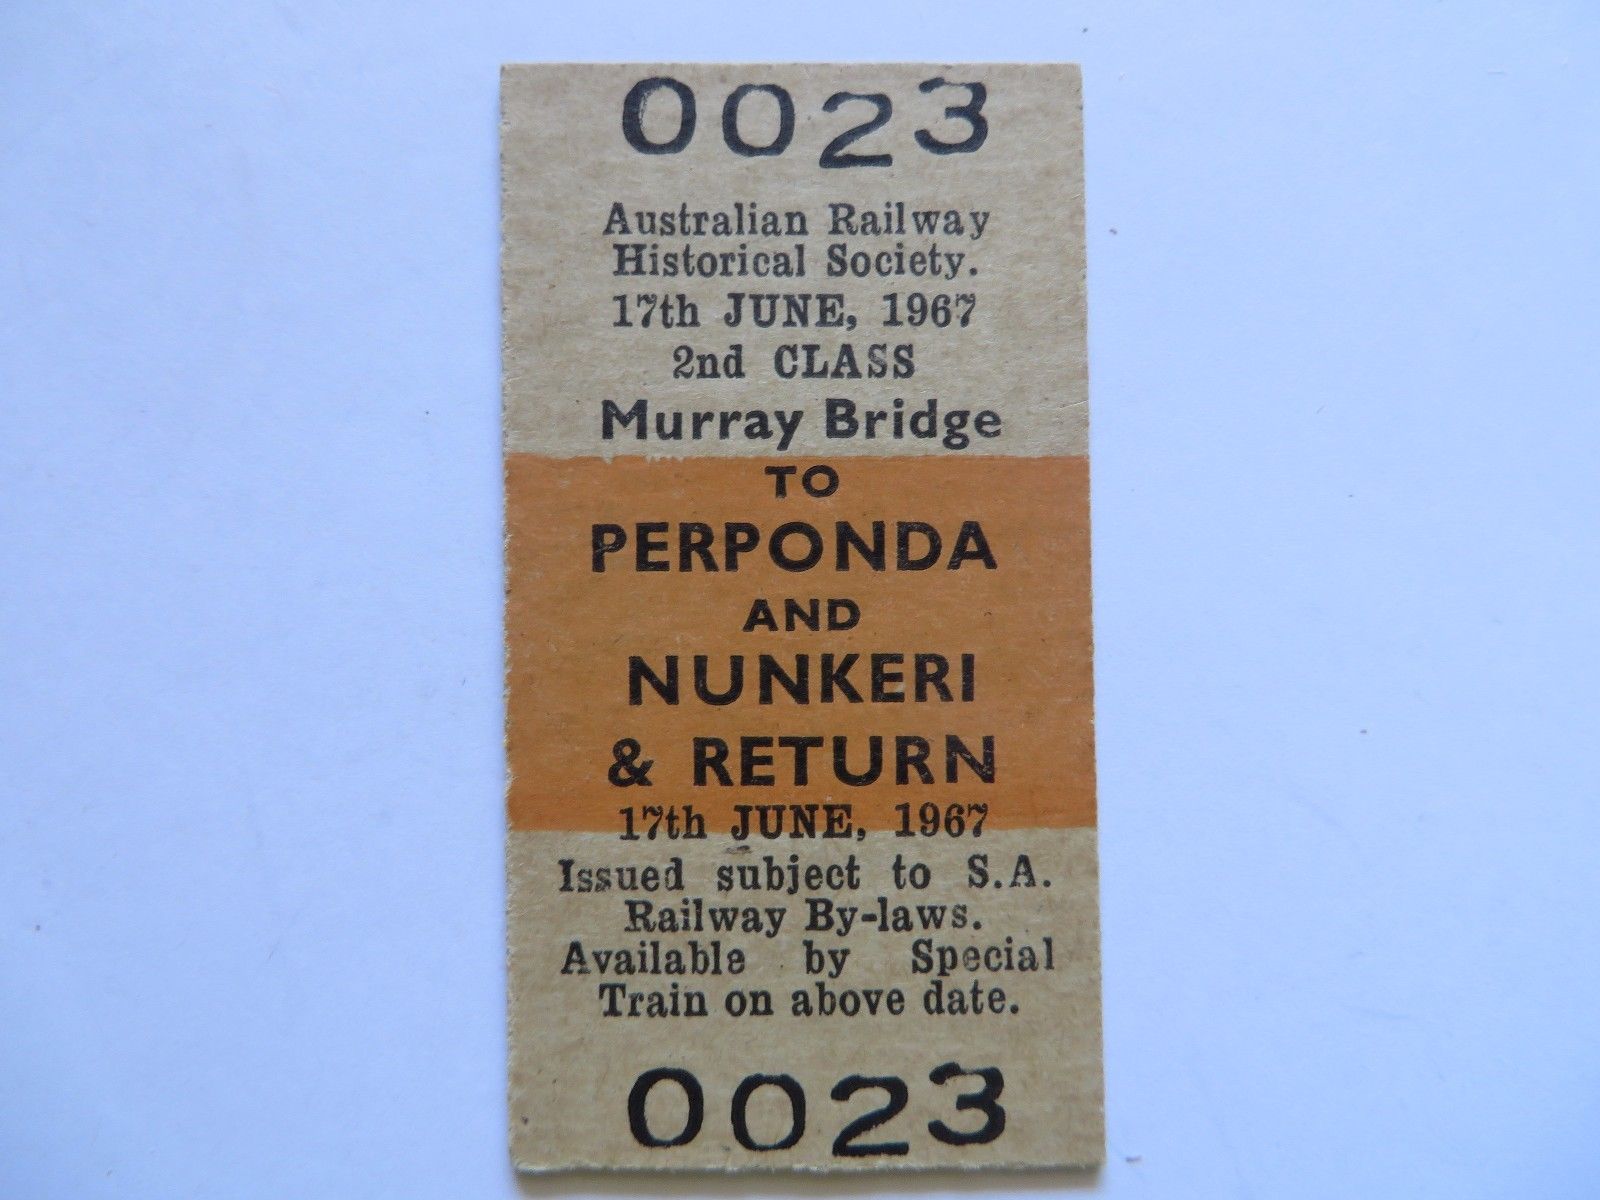 0023
Australian Railway
Historical Society.
17th JUNE, 1967
2nd CLASS
Murray Bridge
TO
PERPONDA
AND
NUNKERI
& RETURN
17th JUNE, 1967
Issued subject to S.A.
Railway By-laws.
Available by Special
Train on above date.
0023